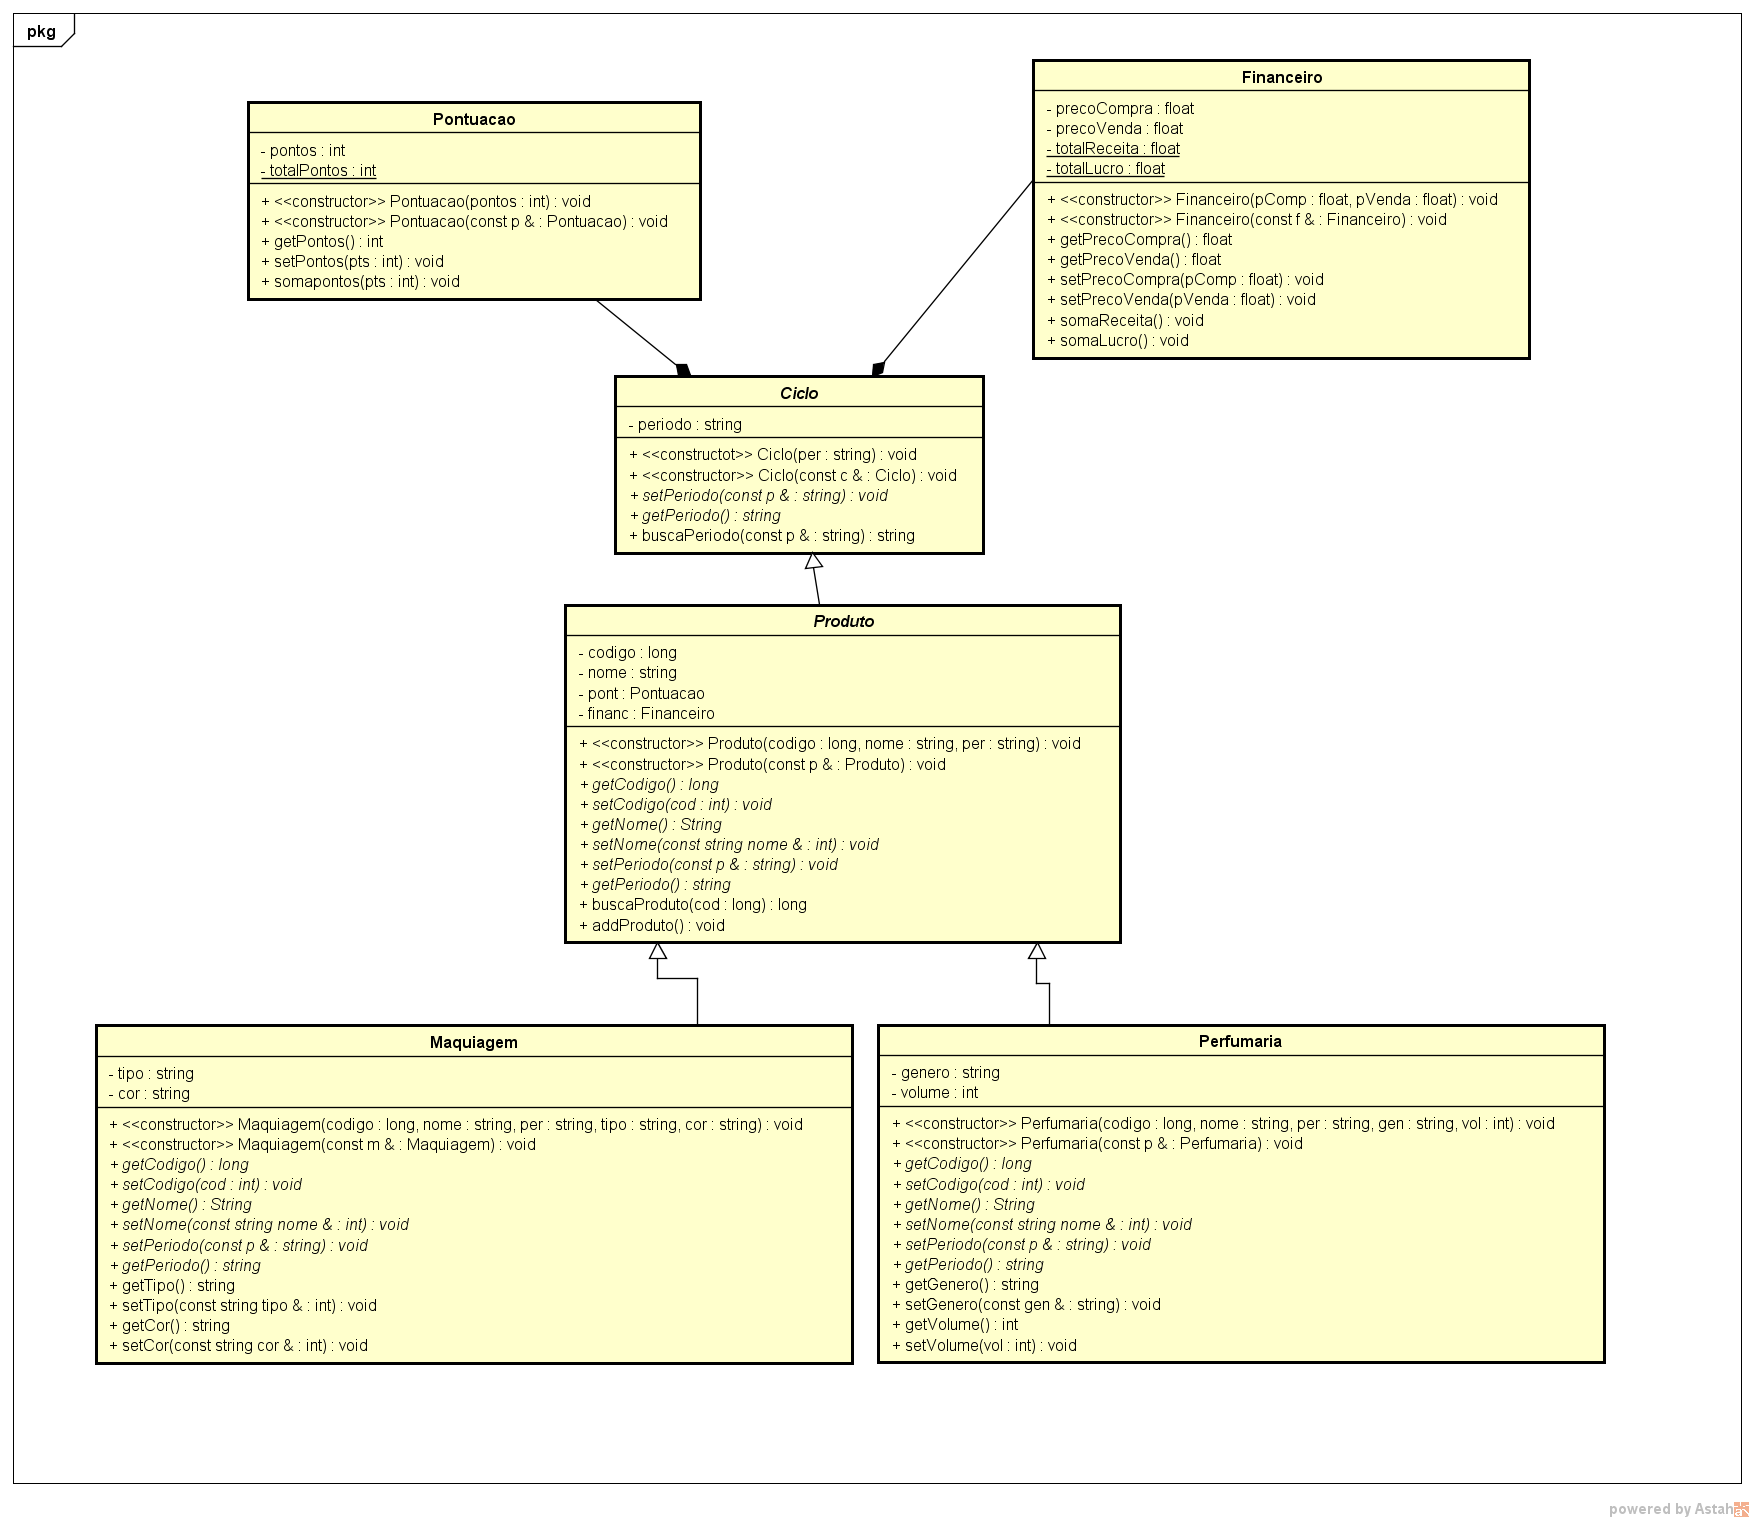 pkg
Pontuacao
- pontos : int
- totalPontos : int
+ <<constructor>> Pontuacao(pontos : int) : void
+ <<constructor>> Pontuacao(const p & : Pontuacao) : void
+ getPontos() : int
+ setPontos(pts : int) : void
+ somapontos(pts : int) : void
Financeiro
- precoCompra : float
- precoVenda : float
- totalReceita : float
- totalLucro : float
+ <<constructor>> Financeiro(pComp : float, pVenda : float) : void
+ <<constructor>> Financeiro(const f & : Financeiro) : void
+ getPrecoCompra() : float
+ getPrecoVenda() : float
+ setPrecoCompra(pComp : float) : void
+ setPrecoVenda(pVenda : float) : void
+ somaReceita() : void
+ somaLucro() : void
Ciclo
- periodo : string
+ <<constructot>> Ciclo(per : string) : void
+ <<constructor>> Ciclo(const c & : Ciclo) : void
+ setPeriodo(const p & : string) : void
+ getPeriodo() : string
+ buscaPeriodo(const p & : string) : string
Produto
- codigo : long
- nome : string
- pont : Pontuacao
- financ : Financeiro
+ <<constructor>> Produto(codigo : long, nome : string, per : string) : void
+ <<constructor>> Produto(const p & : Produto) : void
+ getCodigo() : long
+ setCodigo(cod : int) : void
+ getNome() : String
+ setNome(const string nome & : int) : void
+ setPeriodo(const p & : string) : void
+ getPeriodo() : string
+ buscaProduto(cod : long) : long
+ addProduto() : void
Maquiagem
- tipo : string
- cor : string
+ <<constructor>> Maquiagem(codigo : long, nome : string, per : string, tipo : string, cor : string) : void
+ <<constructor>> Maquiagem(const m & : Maquiagem) : void
+ getCodigo() : long
+ setCodigo(cod : int) : void
+ getNome() : String
+ setNome(const string nome & : int) : void
+ setPeriodo(const p & : string) : void
+ getPeriodo() : string
+ getTipo() : string
+ setTipo(const string tipo & : int) : void
+ getCor() : string
+ setCor(const string cor & : int) : void
Perfumaria
- genero : string
- volume : int
+ <<constructor>> Perfumaria(codigo : long, nome : string, per : string, gen : string, vol : int) : void
+ <<constructor>> Perfumaria(const p & : Perfumaria) : void
+ getCodigo() : long
+ setCodigo(cod : int) : void
+ getNome() : String
+ setNome(const string nome & : int) : void
+ setPeriodo(const p & : string) : void
+ getPeriodo() : string
+ getGenero() : string
+ setGenero(const gen & : string) : void
+ getVolume() : int
+ setVolume(vol : int) : void
powered by Astah